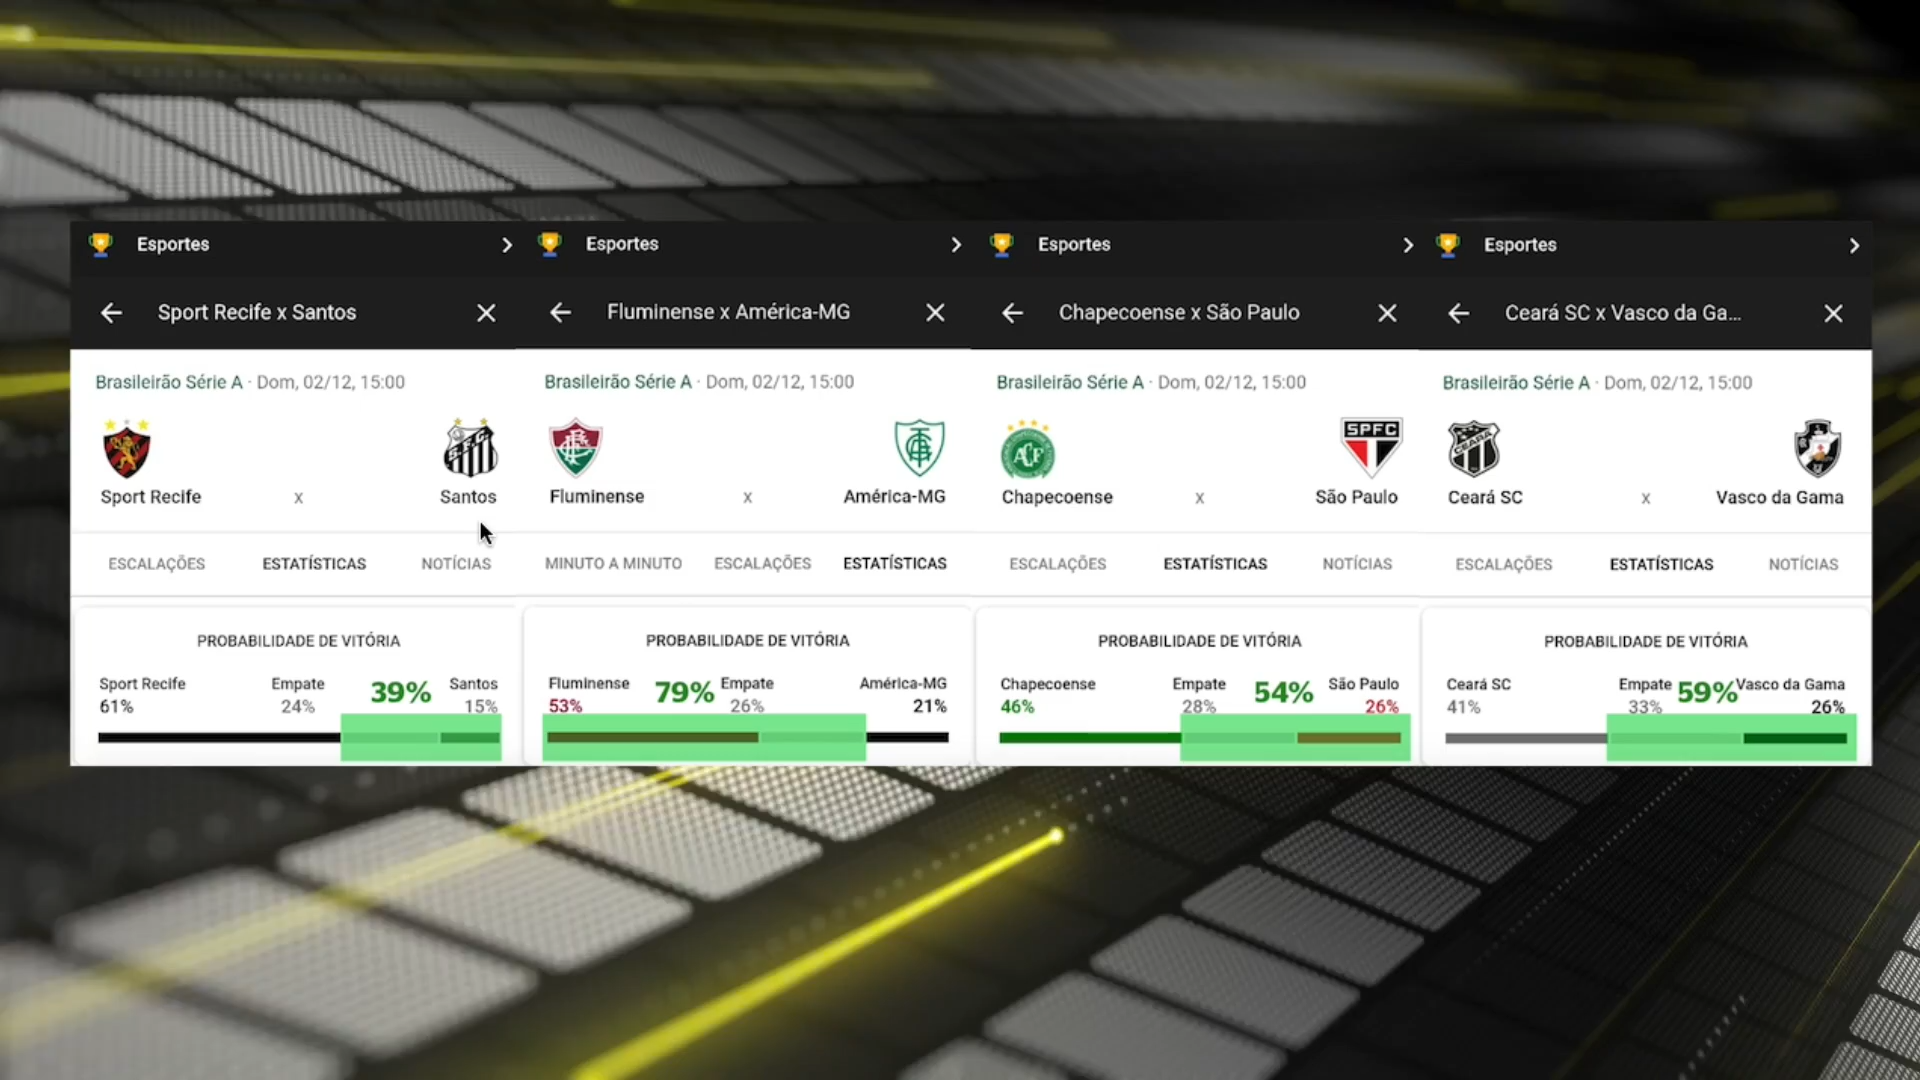 Esportes
Sport Recife x Santos
Brasileirão Série A · Dom, 02/12, 15:00
Sport Recife x Santos
ESCALAÇÕES ESTATÍSTICAS NOTÍCIAS
PROBABILIDADE DE VITÓRIA
Sport Recife Empate 39% Santos
61% 24% 15%
Esportes
Fluminense x América-MG
Brasileirão Série A · Dom, 02/12, 15:00
Fluminense x América-MG
MINUTO A MINUTO ESCALAÇÕES ESTATÍSTICAS
PROBABILIDADE DE VITÓRIA
Fluminense 79% Empate América-MG
53% 26% 21%
Esportes
Chapecoense x São Paulo
Brasileirão Série A · Dom, 02/12, 15:00
SPFC
Chapecoense x São Paulo
ESCALAÇÕES ESTATÍSTICAS NOTÍCIAS
PROBABILIDADE DE VITÓRIA
Chapecoense Empate 54% São Paulo
46% 28% 26%
Esportes
Ceará SC x Vasco da Ga...
Brasileirão Série A · Dom, 02/12, 15:00
CEARÁ
Ceará SC x Vasco da Gama
ESCALAÇÕES ESTATÍSTICAS NOTÍCIAS
PROBABILIDADE DE VITÓRIA
Ceará SC Empate 59% Vasco da Gama
41% 33% 26%